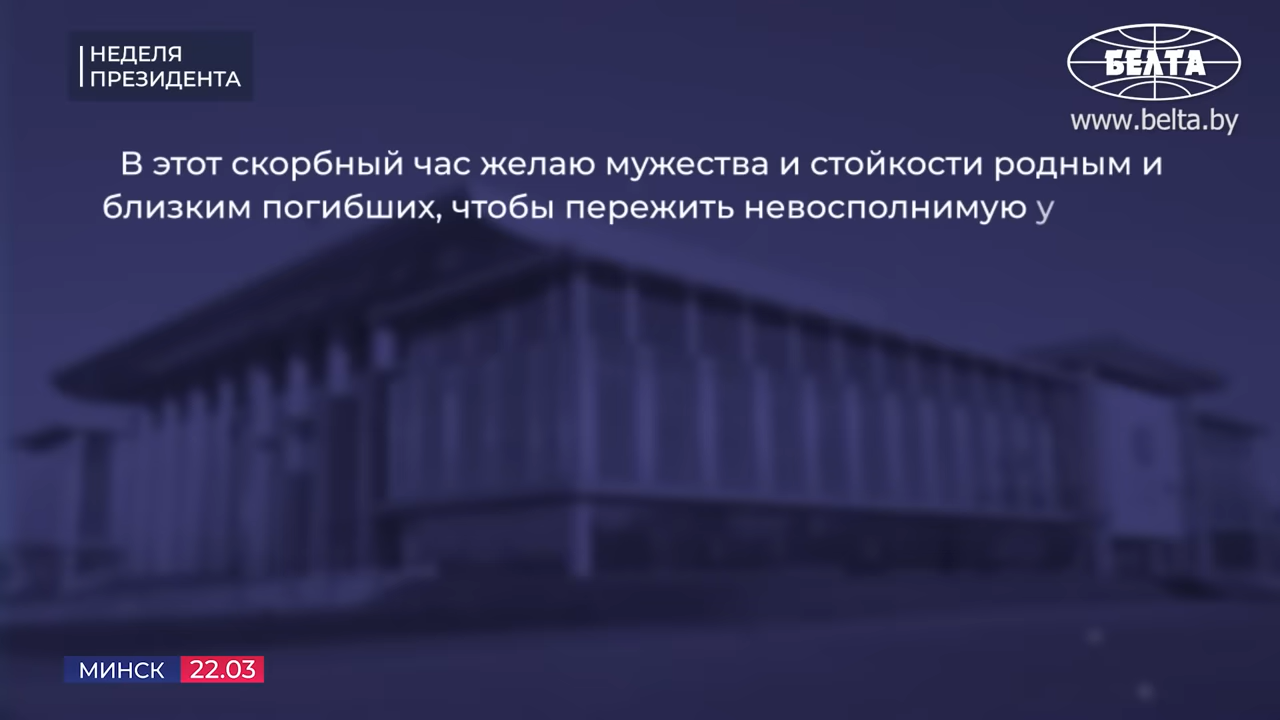 НЕДЕЛЯ
ПРЕЗИДЕНТА
БЕЛТА
www.belta.by
В этот скорбный час желаю мужества и стойкости родным и
близким погибших, чтобы пережить невосполнимую у
МИНСК 22.03